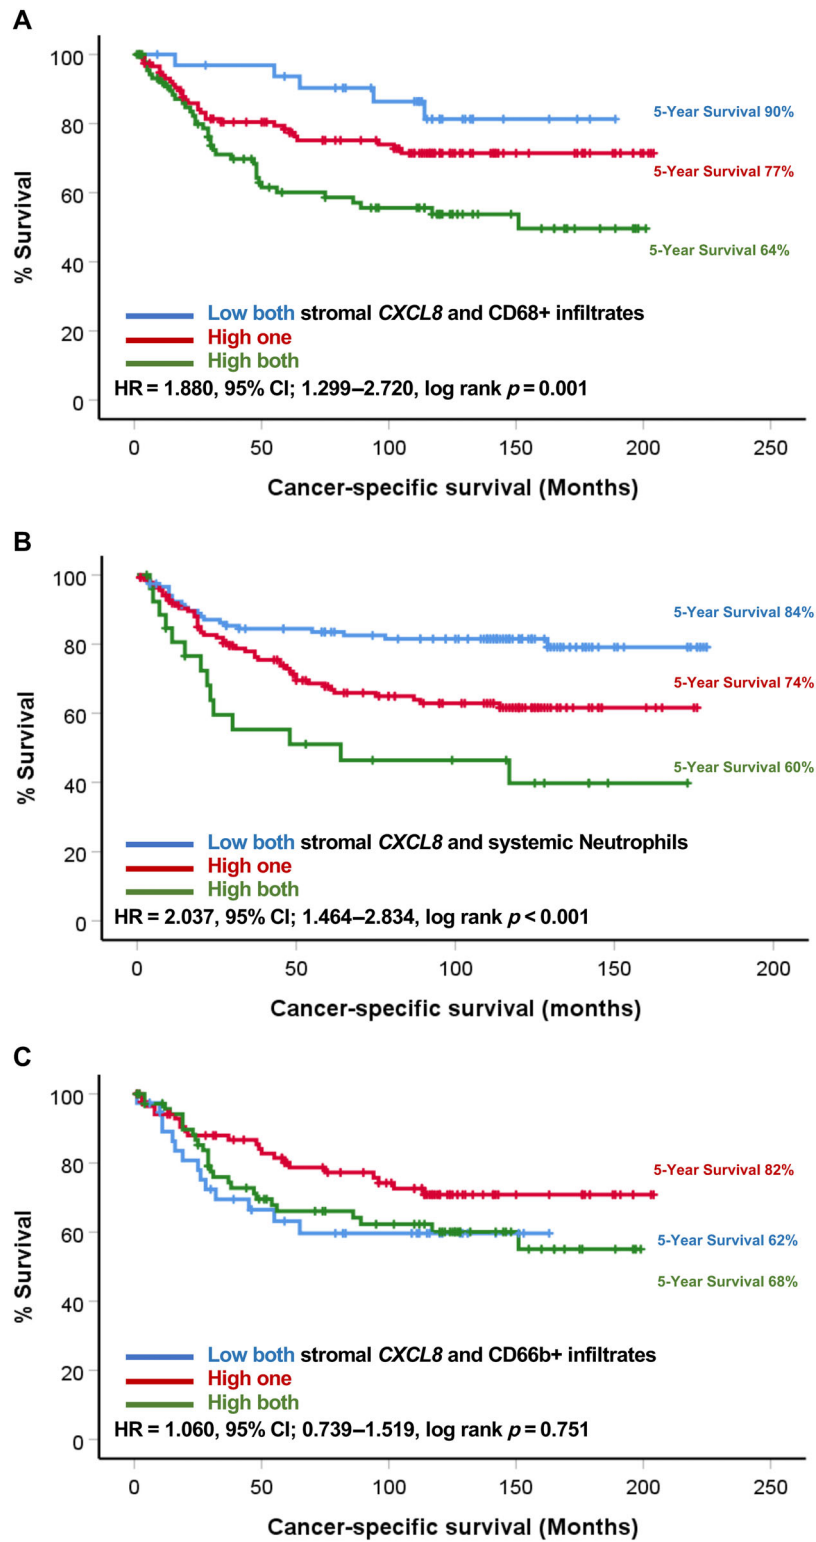 A
100
80
60
40
20
0
% Survival
5-Year Survival 90%
5-Year Survival 77%
5-Year Survival 64%
Low both stromal CXCL8 and CD68+ infiltrates
High one
High both
HR = 1.880, 95% CI; 1.299–2.720, log rank p = 0.001
0 50 100 150 200 250
Cancer-specific survival (Months)
B
100
80
60
40
20
0
% Survival
5-Year Survival 84%
5-Year Survival 74%
5-Year Survival 60%
Low both stromal CXCL8 and systemic Neutrophils
High one
High both
HR = 2.037, 95% CI; 1.464–2.834, log rank p < 0.001
0 50 100 150 200
Cancer-specific survival (months)
C
100
80
60
40
20
0
% Survival
5-Year Survival 82%
5-Year Survival 62%
5-Year Survival 68%
Low both stromal CXCL8 and CD66b+ infiltrates
High one
High both
HR = 1.060, 95% CI; 0.739–1.519, log rank p = 0.751
0 50 100 150 200 250
Cancer-specific survival (Months)